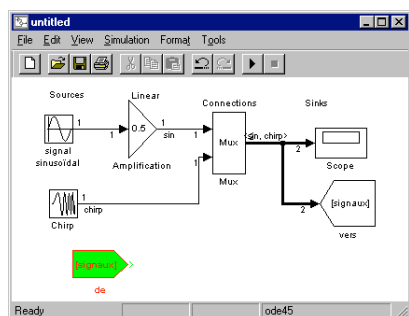 untitled
File Edit View Simulation Format Tools
Sources Linear Connections Sinks
1 1 0.5 1 sin 1 Mux <sin, chirp> 2
signal
sinusoïdal
Amplification
Mux
Scope
1 chirp 1
Chirp
2 [signaux]
vers
[signaux]
de
Ready ode45